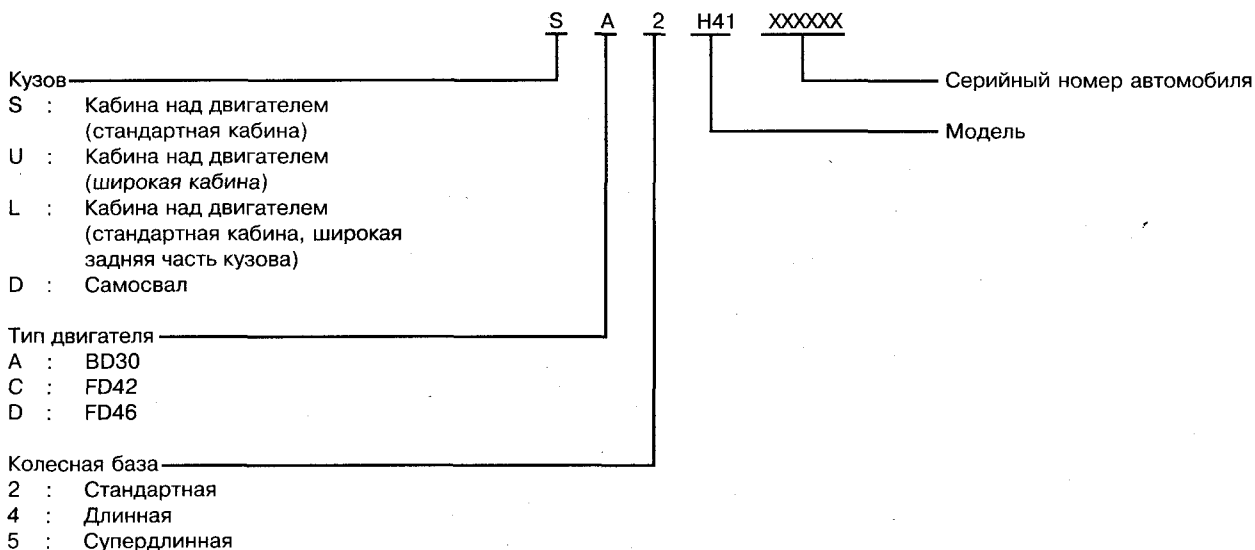 S A 2 H41 XXXXXX
Кузов
Серийный номер автомобиля
S : Кабина над двигателем
(стандартная кабина)
Модель
U : Кабина над двигателем
(широкая кабина)
L : Кабина над двигателем
(стандартная кабина, широкая
задняя часть кузова)
D : Самосвал
Тип двигателя
A : BD30
C : FD42
D : FD46
Колесная база
2 : Стандартная
4 : Длинная
5 : Супердлинная